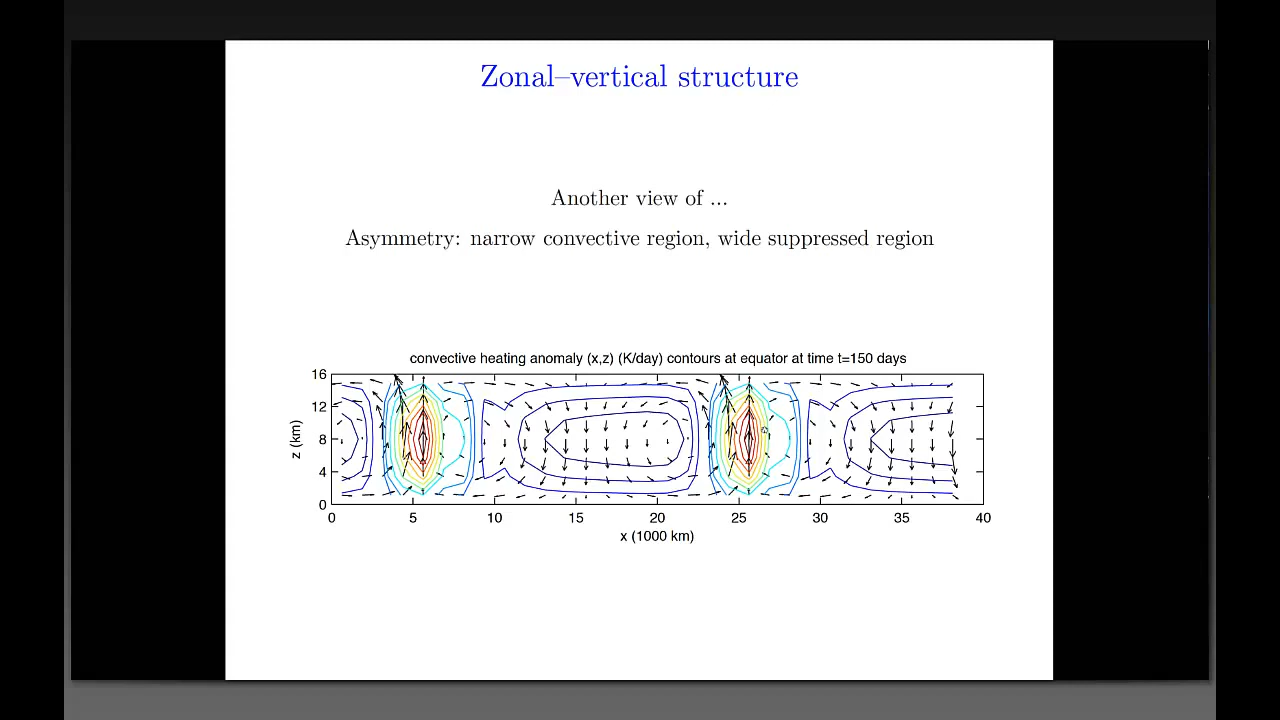 Zonal–vertical structure
Another view of ...
Asymmetry: narrow convective region, wide suppressed region
convective heating anomaly (x,z) (K/day) contours at equator at time t=150 days
16
12
8
4
0
z (km)
0 5 10 15 20 25 30 35 40
x (1000 km)